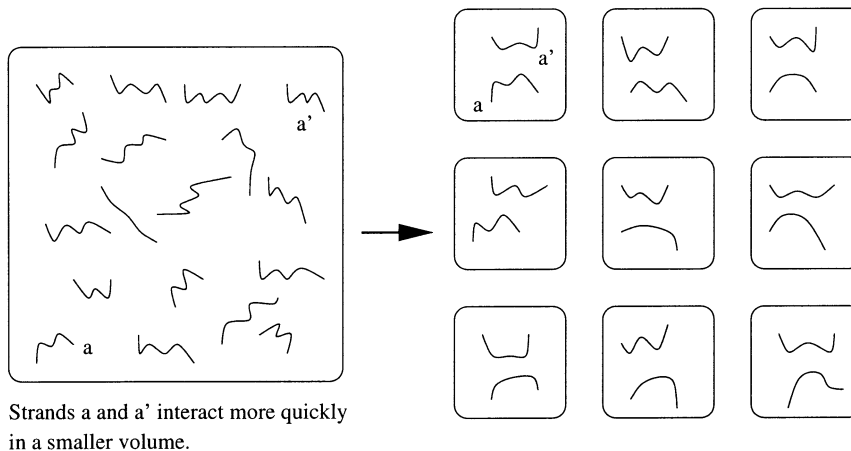 a'
a
a'
a
Strands a and a' interact more quickly
in a smaller volume.